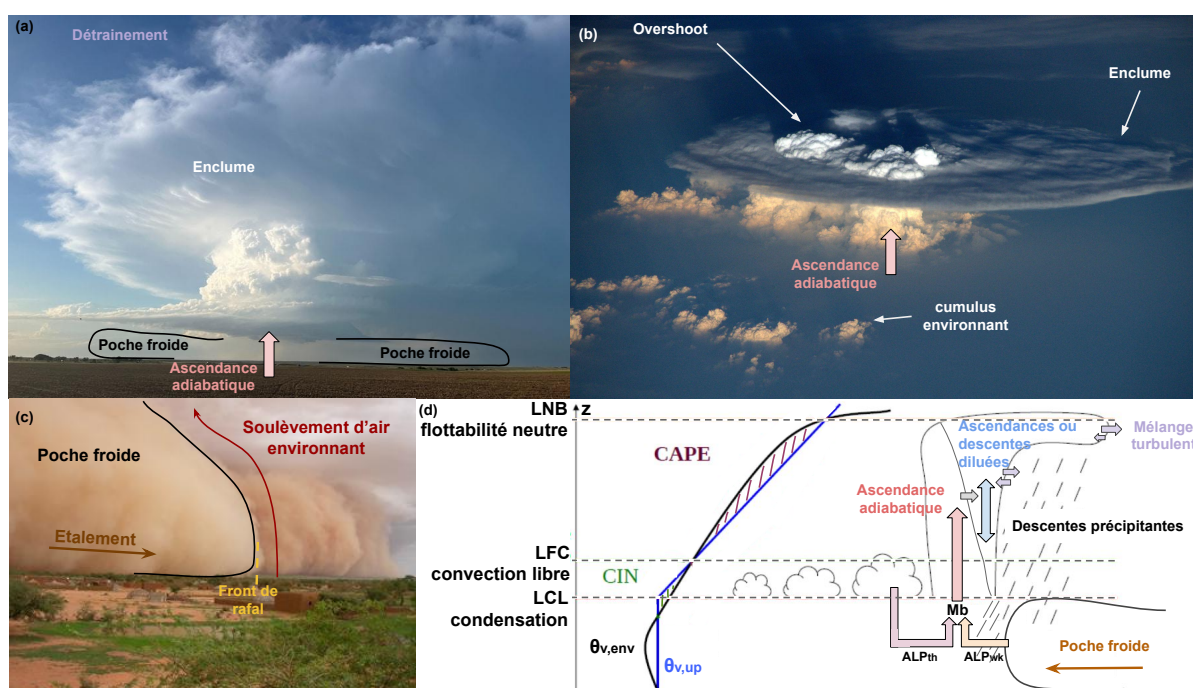 (a)
Détrainement
Enclume
Poche froide
Poche froide
Ascendance
adiabatique
(b)
Overshoot
Enclume
Ascendance
adiabatique
cumulus
environnant
(c)
Poche froide
Soulèvement d'air
environnant
Etalement
Front de
rafal
(d)
LNB
flottabilité neutre
z
CAPE
LFC
convection libre
CIN
LCL
condensation
θv,env
θv,up
Ascendances ou
descentes
diluées
Mélange
turbulent
Ascendance
adiabatique
Descentes précipitantes
Mb
ALPth
ALPwk
Poche froide